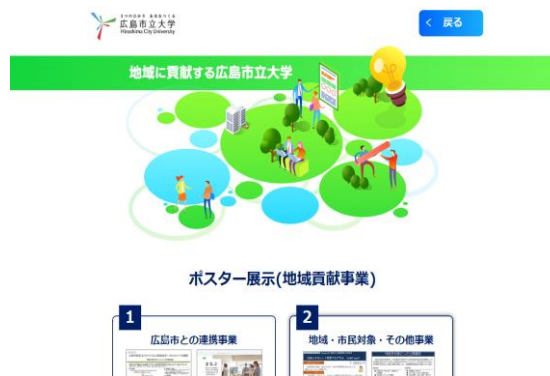 広島市立大学
Hiroshima City University
< 戻る
地域に貢献する広島市立大学
ポスター展示(地域貢献事業)
1
広島市との連携事業
2
地域・市民対象・その他事業